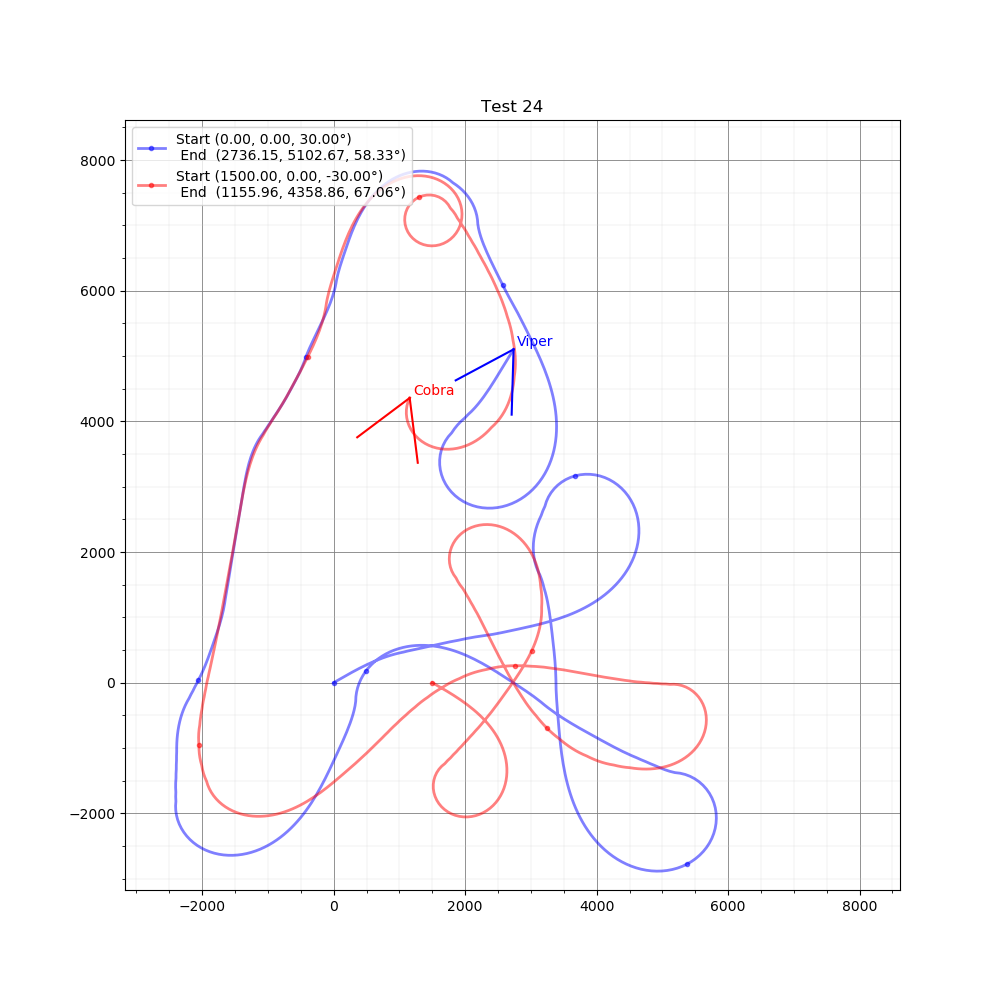 Test 24
Start (0.00, 0.00, 30.00°)
End (2736.15, 5102.67, 58.33°)
Start (1500.00, 0.00, -30.00°)
End (1155.96, 4358.86, 67.06°)
8000
6000
4000
2000
0
−2000
Viper
Cobra
−2000 0 2000 4000 6000 8000